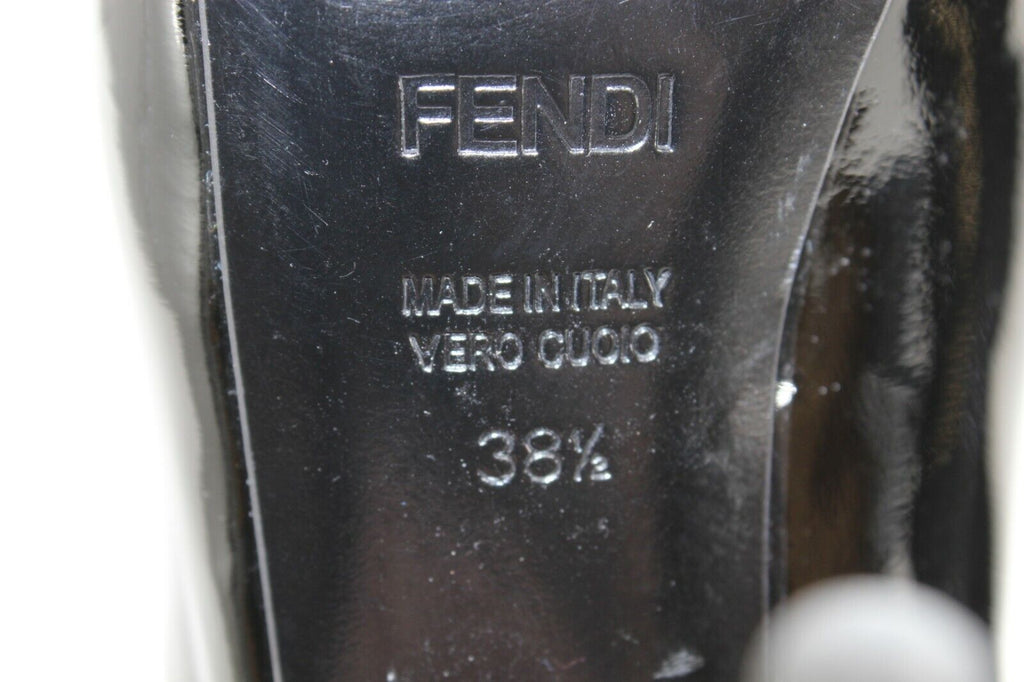 FENDI
MADE IN ITALY
VERO CUOIO
38½